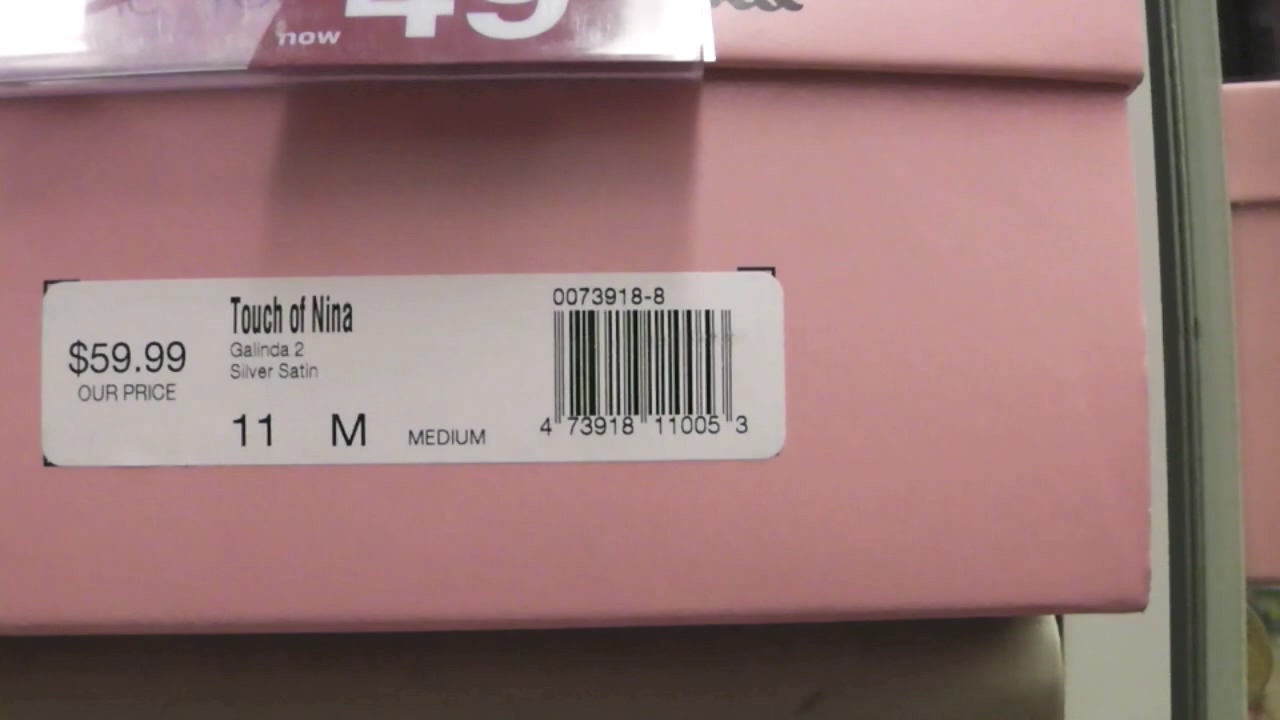 now 49
Touch of Nina
Galinda 2
Silver Satin
$59.99
OUR PRICE
11 M MEDIUM
0073918-8
4 73918 11005 3